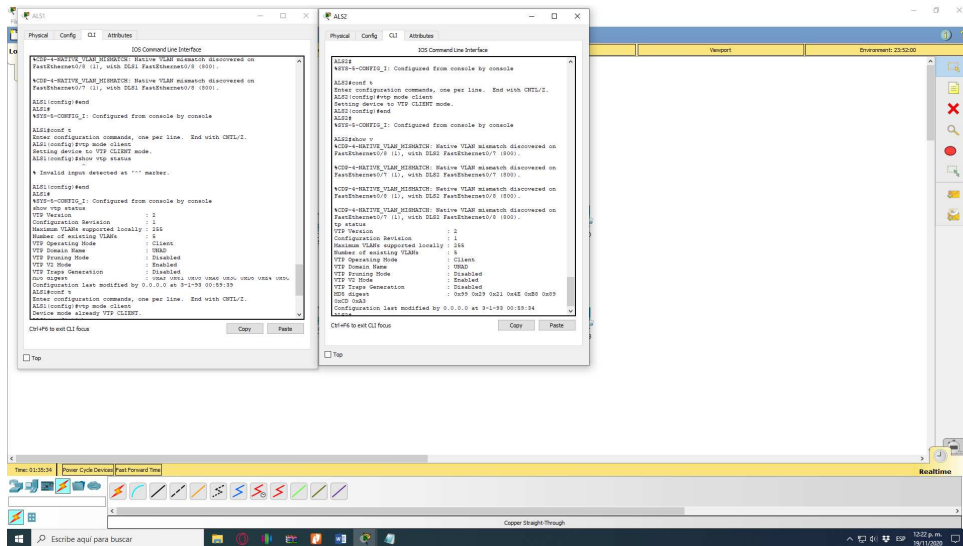 ALS1
Physical Config CLI Attributes
IOS Command Line Interface
%CDP-4-NATIVE_VLAN_MISMATCH: Native VLAN mismatch discovered on
FastEthernet0/8 (1), with DLS1 FastEthernet0/8 (800).
%CDP-4-NATIVE_VLAN_MISMATCH: Native VLAN mismatch discovered on
FastEthernet0/7 (1), with DLS1 FastEthernet0/7 (800).
ALS1(config)#end
ALS1#
%SYS-5-CONFIG_I: Configured from console by console
ALS1#conf t
Enter configuration commands, one per line. End with CNTL/Z.
ALS1(config)#vtp mode client
Setting device to VTP CLIENT mode.
ALS1(config)#show vtp status
^
% Invalid input detected at '^' marker.
ALS1(config)#end
ALS1#
%SYS-5-CONFIG_I: Configured from console by console
show vtp status
VTP Version : 2
Configuration Revision : 1
Maximum VLANs supported locally : 255
Number of existing VLANs : 5
VTP Operating Mode : Client
VTP Domain Name : UNAD
VTP Pruning Mode : Disabled
VTP V2 Mode : Enabled
VTP Traps Generation : Disabled
MD5 digest :
Configuration last modified by 0.0.0.0 at 3-1-93 00:59:39
ALS1#conf t
Enter configuration commands, one per line. End with CNTL/Z.
ALS1(config)#vtp mode client
Device mode already VTP CLIENT.
Ctrl+F6 to exit CLI focus
Copy Paste
Top
ALS2
Physical Config CLI Attributes
IOS Command Line Interface
ALS2#
%SYS-5-CONFIG_I: Configured from console by console
ALS2#conf t
Enter configuration commands, one per line. End with CNTL/Z.
ALS2(config)#vtp mode client
Setting device to VTP CLIENT mode.
ALS2(config)#end
ALS2#
%SYS-5-CONFIG_I: Configured from console by console
ALS2#show v
%CDP-4-NATIVE_VLAN_MISMATCH: Native VLAN mismatch discovered on
FastEthernet0/8 (1), with DLS2 FastEthernet0/7 (800).
%CDP-4-NATIVE_VLAN_MISMATCH: Native VLAN mismatch discovered on
FastEthernet0/7 (1), with DLS2 FastEthernet0/7 (800).
%CDP-4-NATIVE_VLAN_MISMATCH: Native VLAN mismatch discovered on
FastEthernet0/8 (1), with DLS2 FastEthernet0/8 (800).
%CDP-4-NATIVE_VLAN_MISMATCH: Native VLAN mismatch discovered on
FastEthernet0/7 (1), with DLS2 FastEthernet0/8 (800).
tp status
VTP Version : 2
Configuration Revision : 1
Maximum VLANs supported locally : 255
Number of existing VLANs : 5
VTP Operating Mode : Client
VTP Domain Name : UNAD
VTP Pruning Mode : Disabled
VTP V2 Mode : Enabled
VTP Traps Generation : Disabled
MD5 digest : 0x99 0x29 0x21 0x4E 0xB8 0x89
0xCD 0xA3
Configuration last modified by 0.0.0.0 at 3-1-93 00:59:34
Ctrl+F6 to exit CLI focus
Copy Paste
Top
Viewport
Environment: 23:52:00
Time: 01:35:34 Power Cycle Devices Fast Forward Time
Realtime
Copper Straight-Through
Escribe aquí para buscar
ESP
12:22 p. m.
19/11/2020